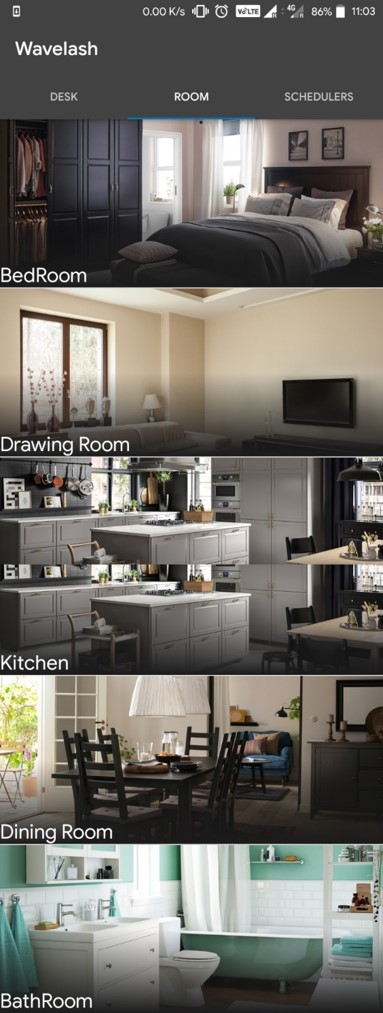 0.00 K/s VoLTE 4G 86% 11:03
Wavelash
DESK ROOM SCHEDULERS
BedRoom
Drawing Room
Kitchen
Dining Room
BathRoom